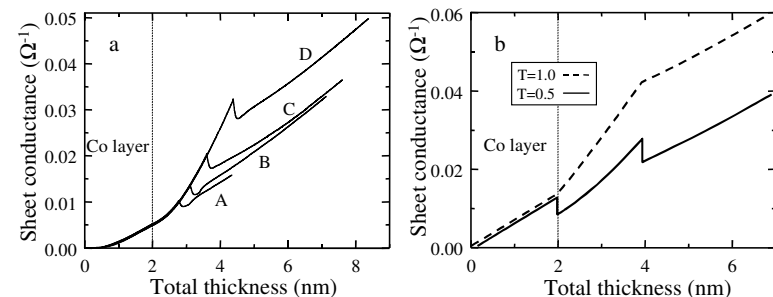 a
Sheet conductance (Ω⁻¹)
0.05
0.04
0.03
0.02
0.01
0.00
Co layer
A
B
C
D
0 2 4 6 8
Total thickness (nm)
b
Sheet conductance (Ω⁻¹)
0.06
0.04
0.02
0.00
T=1.0
T=0.5
Co layer
0 2 4 6
Total thickness (nm)